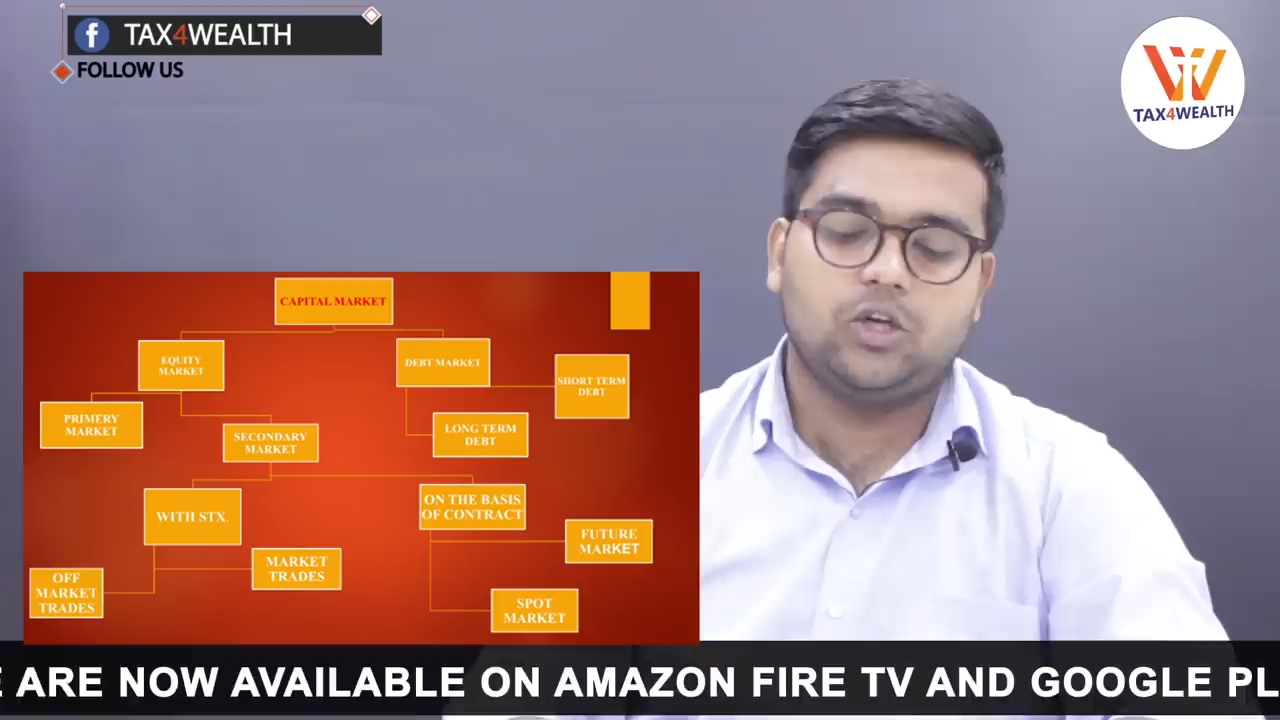 TAX4WEALTH
FOLLOW US
TAX4WEALTH
CAPITAL MARKET
EQUITY
MARKET
DEBT MARKET
SHORT TERM
DEBT
PRIMERY
MARKET
SECONDARY
MARKET
LONG TERM
DEBT
WITH STX.
ON THE BASIS
OF CONTRACT
FUTURE
MARKET
MARKET
TRADES
OFF
MARKET
TRADES
SPOT
MARKET
ARE NOW AVAILABLE ON AMAZON FIRE TV AND GOOGLE PL